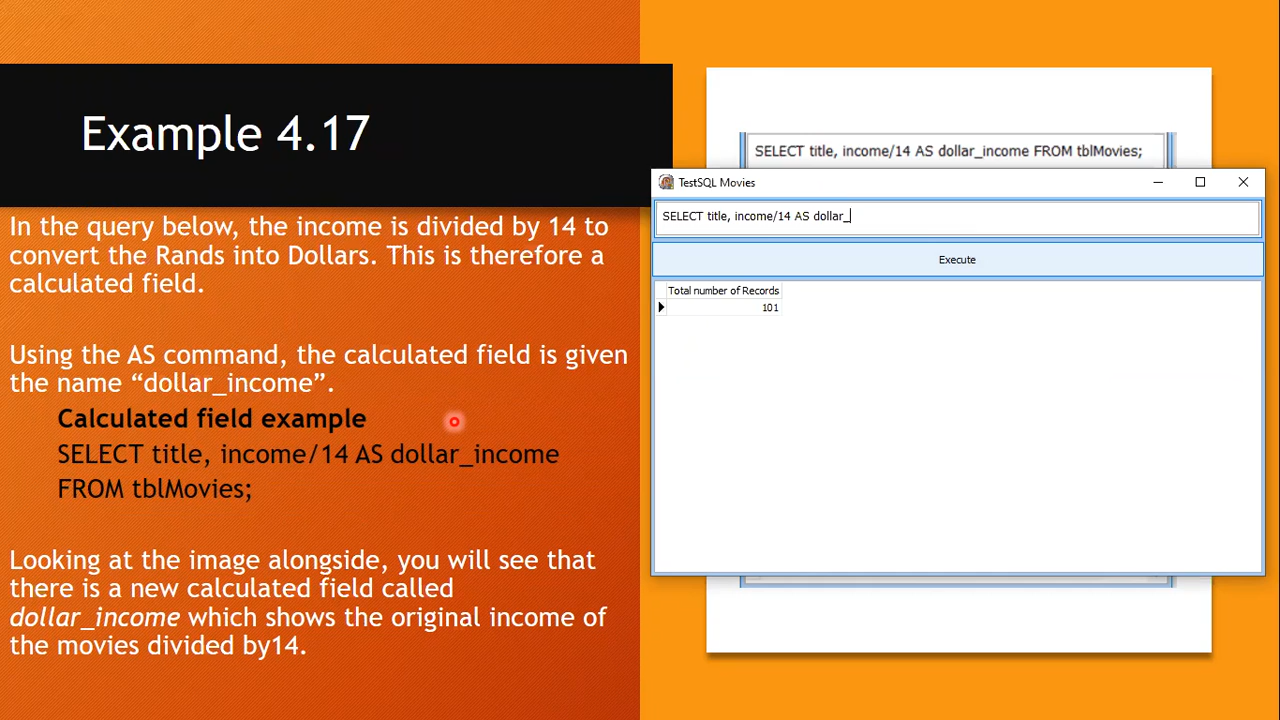 Example 4.17
In the query below, the income is divided by 14 to
convert the Rands into Dollars. This is therefore a
calculated field.
Using the AS command, the calculated field is given
the name “dollar_income”.
Calculated field example
SELECT title, income/14 AS dollar_income
FROM tblMovies;
Looking at the image alongside, you will see that
there is a new calculated field called
dollar_income which shows the original income of
the movies divided by14.
SELECT title, income/14 AS dollar_income FROM tblMovies;
TestSQL Movies
SELECT title, income/14 AS dollar_
Execute
Total number of Records
101